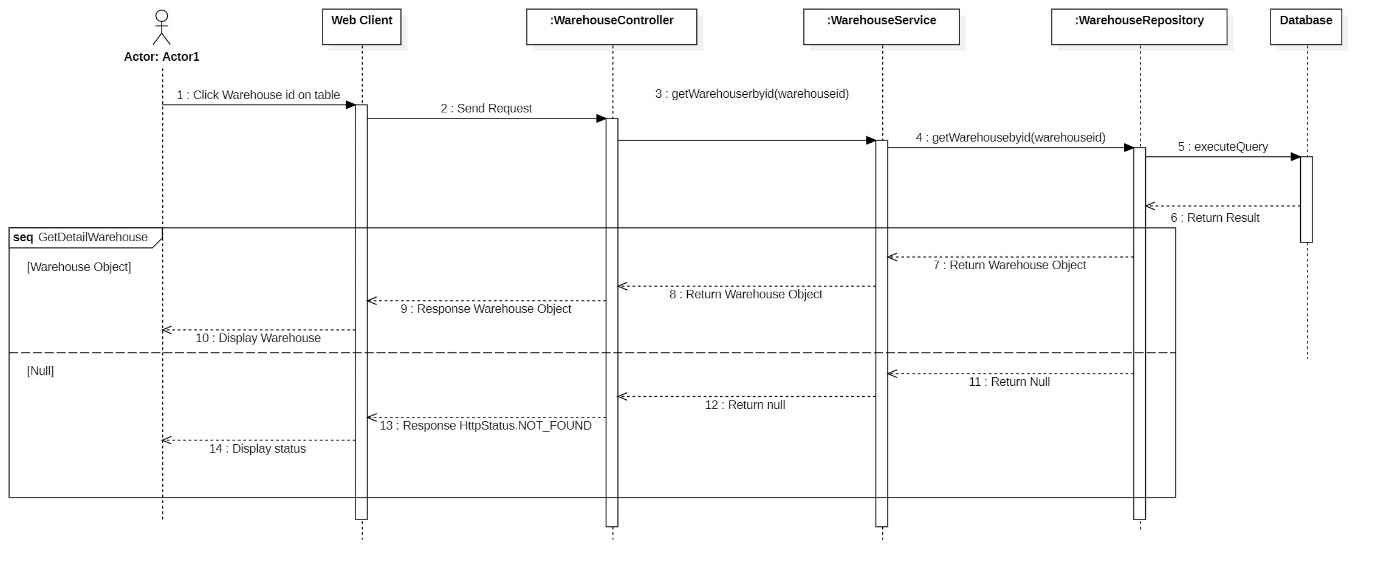 Web Client
:WarehouseController
:WarehouseService
:WarehouseRepository
Database
Actor: Actor1
1 : Click Warehouse id on table
2 : Send Request
3 : getWarehouserbyid(warehouseid)
4 : getWarehousebyid(warehouseid)
5 : executeQuery
6 : Return Result
seq GetDetailWarehouse
[Warehouse Object]
7 : Return Warehouse Object
8 : Return Warehouse Object
9 : Response Warehouse Object
10 : Display Warehouse
[Null]
11 : Return Null
12 : Return null
13 : Response HttpStatus.NOT_FOUND
14 : Display status